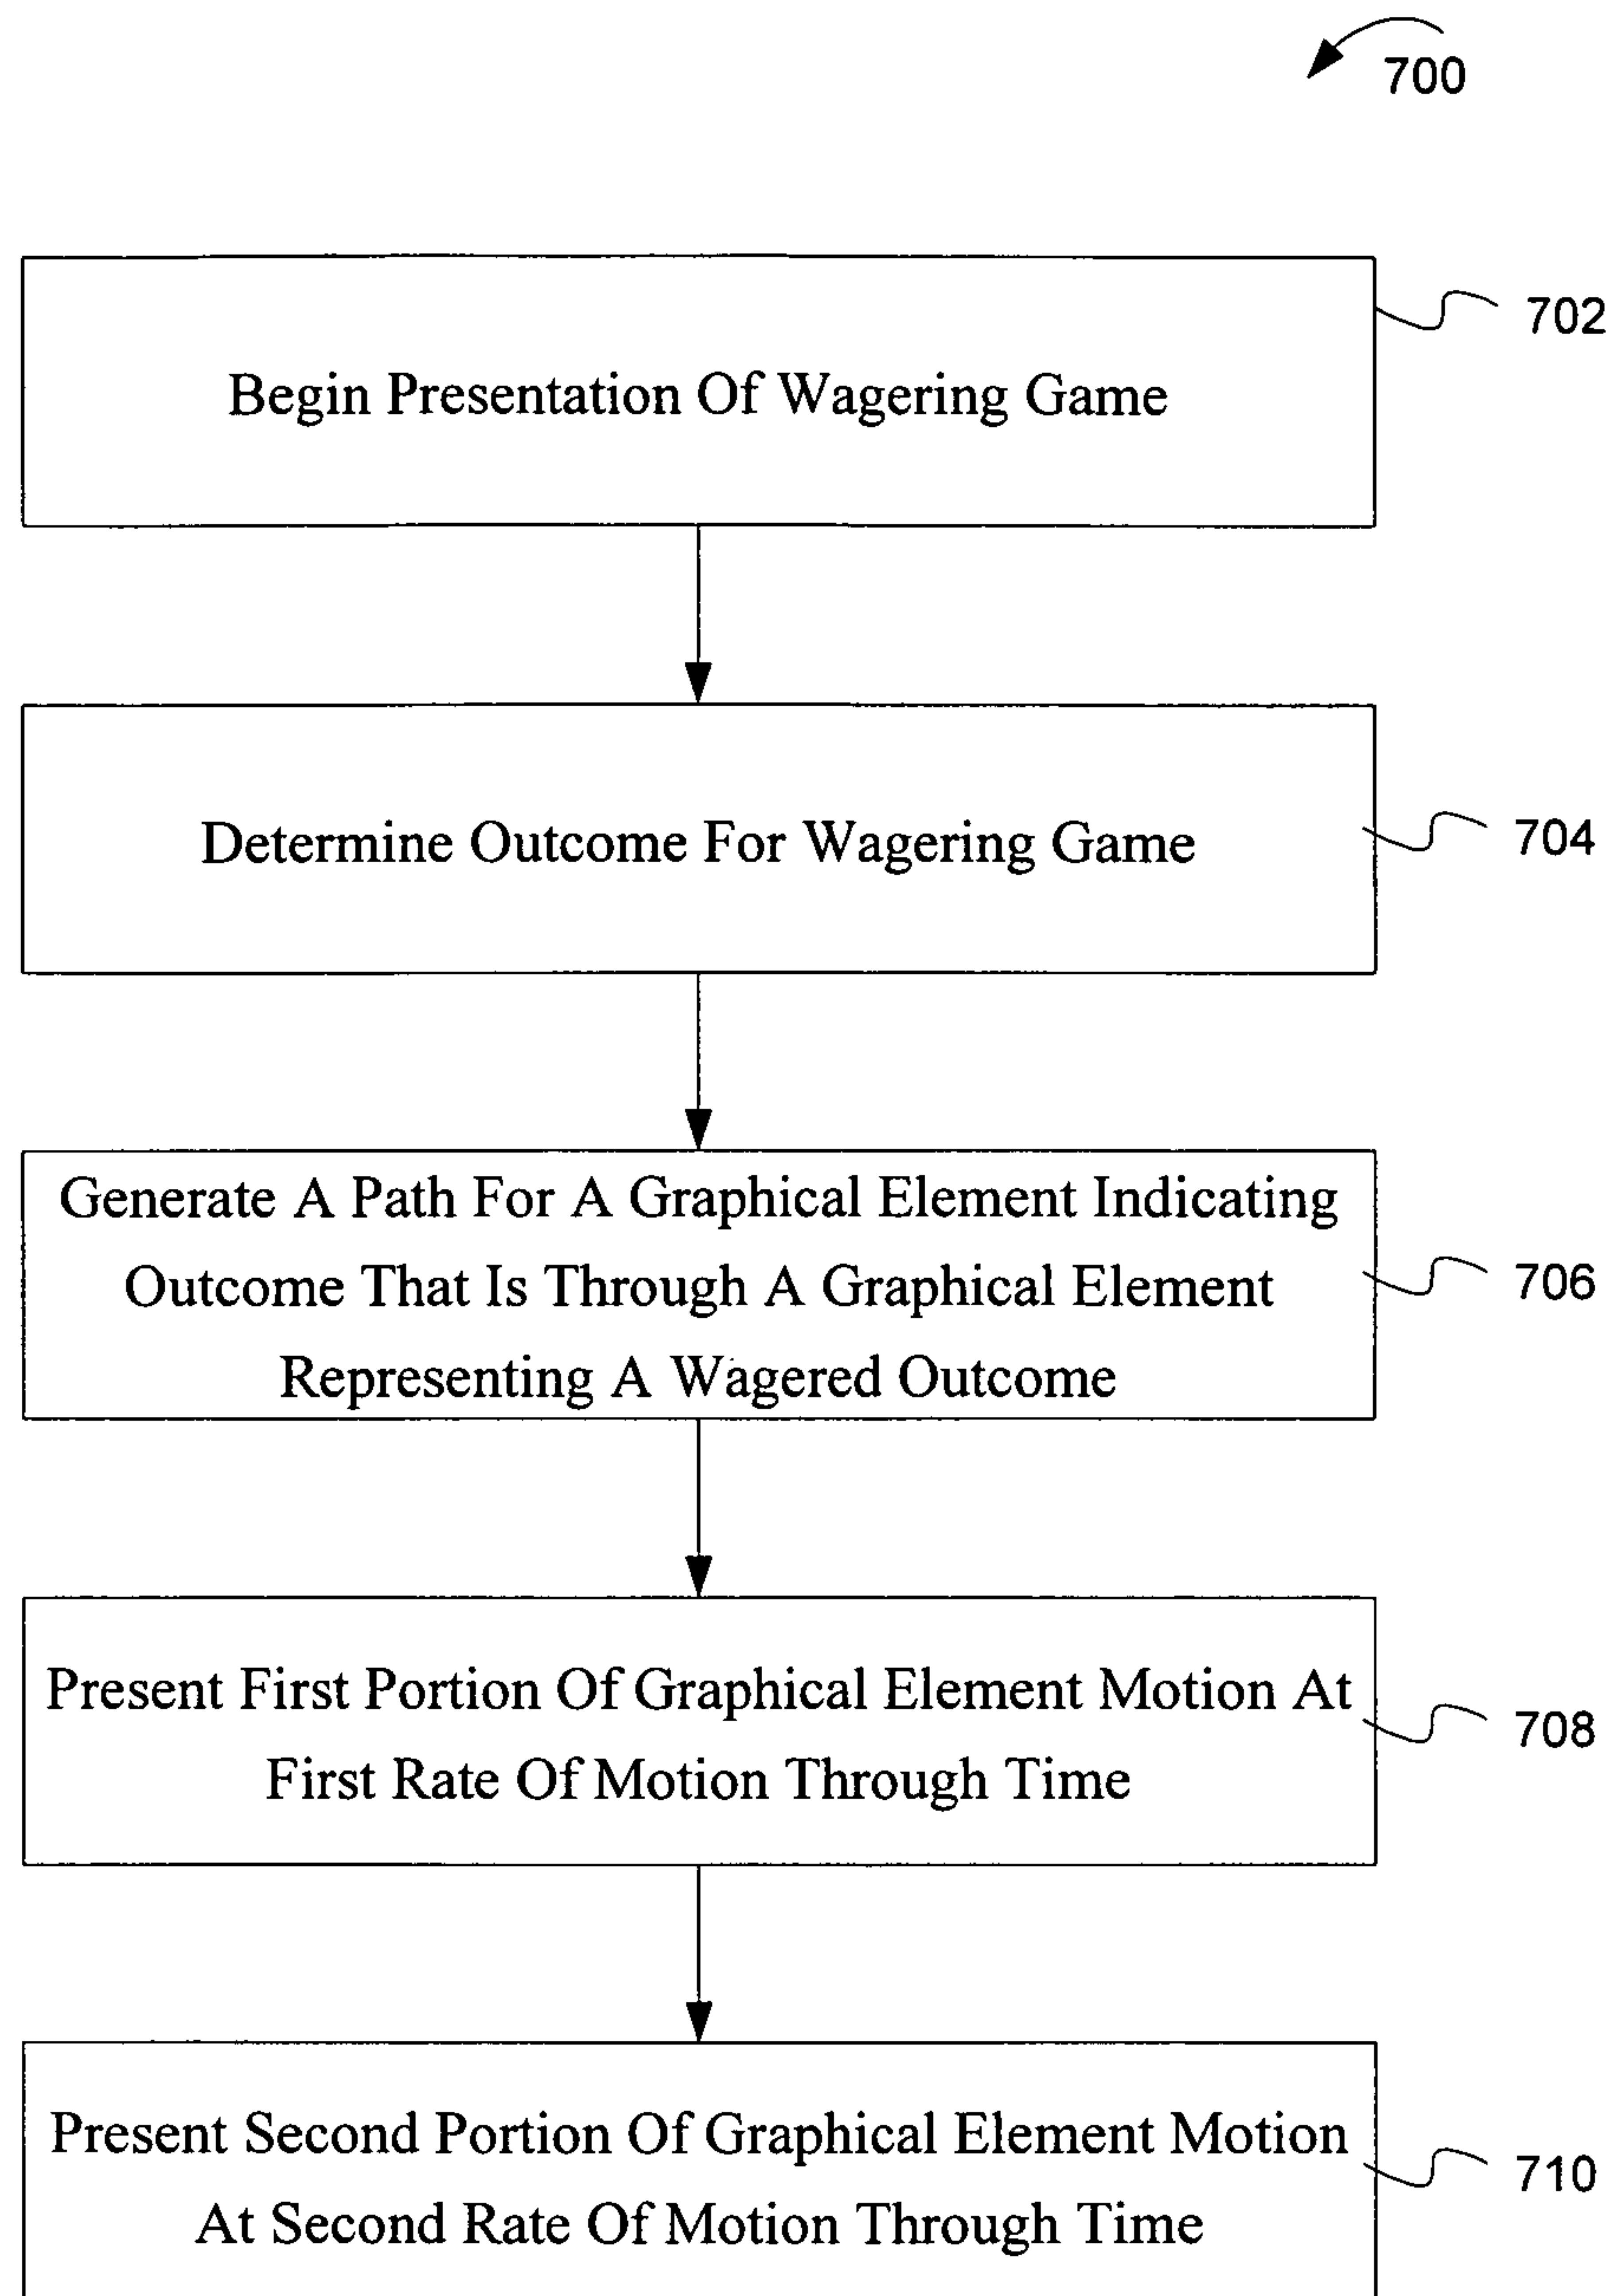 700
Begin Presentation Of Wagering Game
702
Determine Outcome For Wagering Game
704
Generate A Path For A Graphical Element Indicating
Outcome That Is Through A Graphical Element
Representing A Wagered Outcome
706
Present First Portion Of Graphical Element Motion At
First Rate Of Motion Through Time
708
Present Second Portion Of Graphical Element Motion
At Second Rate Of Motion Through Time
710